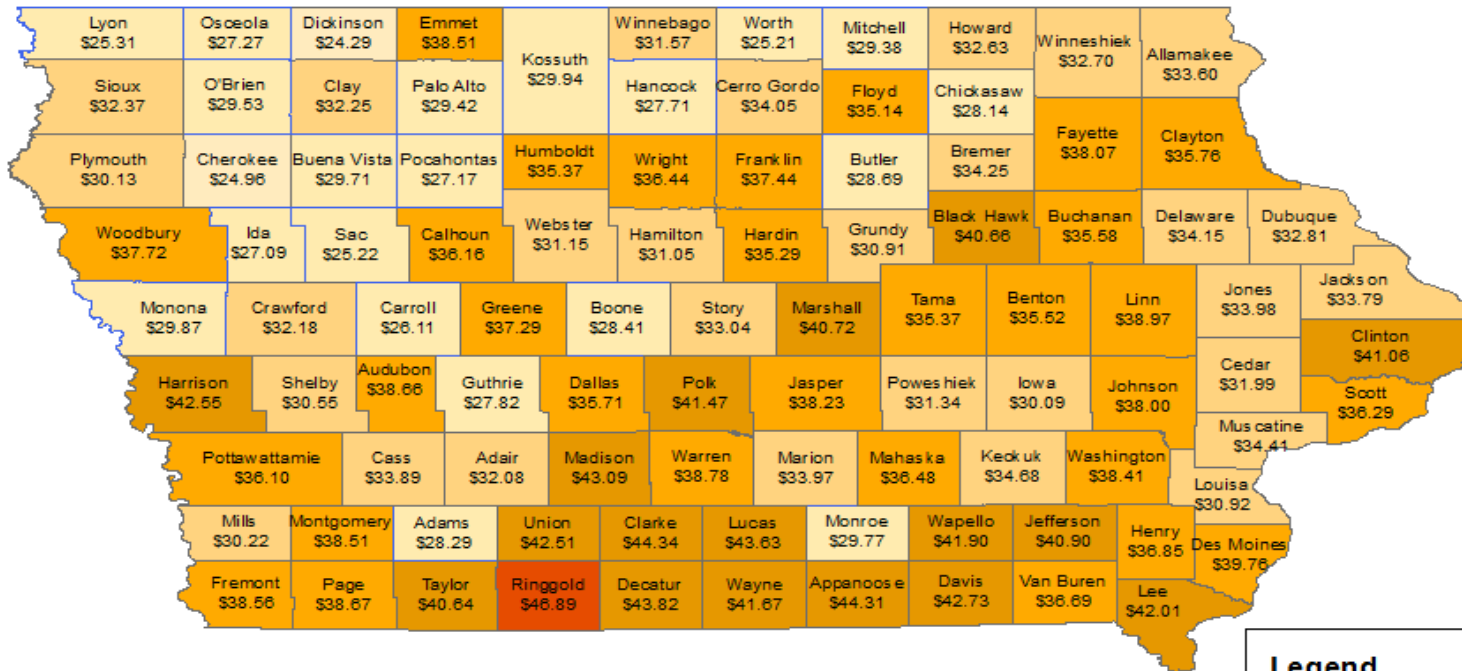 Lyon
$25.31
Osceola
$27.27
Dickinson
$24.29
Emmet
$38.51
Kossuth
$29.94
Winnebago
$31.57
Worth
$25.21
Mitchell
$29.38
Howard
$32.63
Winneshiek
$32.70
Allamakee
$33.60
Sioux
$32.37
O'Brien
$29.53
Clay
$32.25
Palo Alto
$29.42
Hancock
$27.71
Cerro Gordo
$34.05
Floyd
$35.14
Chickasaw
$28.14
Fayette
$38.07
Clayton
$35.76
Plymouth
$30.13
Cherokee
$24.96
Buena Vista
$29.71
Pocahontas
$27.17
Humboldt
$35.37
Wright
$36.44
Franklin
$37.44
Butler
$28.69
Bremer
$34.25
Woodbury
$37.72
Ida
$27.09
Sac
$25.22
Calhoun
$36.16
Webster
$31.15
Hamilton
$31.05
Hardin
$35.29
Grundy
$30.91
Black Hawk
$40.66
Buchanan
$35.58
Delaware
$34.15
Dubuque
$32.81
Monona
$29.87
Crawford
$32.18
Carroll
$26.11
Greene
$37.29
Boone
$28.41
Story
$33.04
Marshall
$40.72
Tama
$35.37
Benton
$35.52
Linn
$38.97
Jones
$33.98
Jackson
$33.79
Clinton
$41.06
Harrison
$42.55
Shelby
$30.55
Audubon
$38.66
Guthrie
$27.82
Dallas
$35.71
Polk
$41.47
Jasper
$38.23
Poweshiek
$31.34
Iowa
$30.09
Johnson
$38.00
Cedar
$31.99
Scott
$36.29
Muscatine
$34.41
Pottawattamie
$36.10
Cass
$33.89
Adair
$32.08
Madison
$43.09
Warren
$38.78
Marion
$33.97
Mahaska
$36.48
Keokuk
$34.68
Washington
$38.41
Louisa
$30.92
Mills
$30.22
Montgomery
$38.51
Adams
$28.29
Union
$42.51
Clarke
$44.34
Lucas
$43.63
Monroe
$29.77
Wapello
$41.90
Jefferson
$40.90
Henry
$36.85
Des Moines
$39.76
Fremont
$38.56
Page
$38.67
Taylor
$40.64
Ringgold
$46.89
Decatur
$43.82
Wayne
$41.67
Appanoose
$44.31
Davis
$42.73
Van Buren
$36.69
Lee
$42.01
Legend